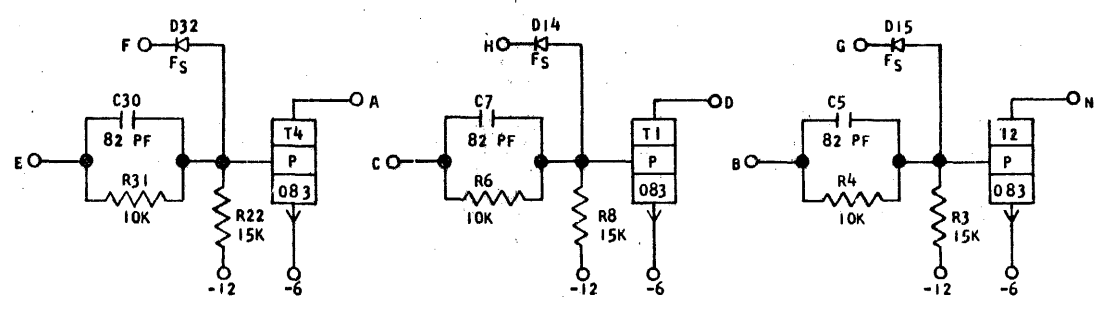 D32
F
FS
C30
82 PF
A
T4
P
083
E
R31
10K
R22
15K
-12
-6
D14
H
FS
C7
82 PF
D
T1
P
083
C
R6
10K
R8
15K
-12
-6
D15
G
FS
C5
82 PF
N
T2
P
083
B
R4
10K
R3
15K
-12
-6